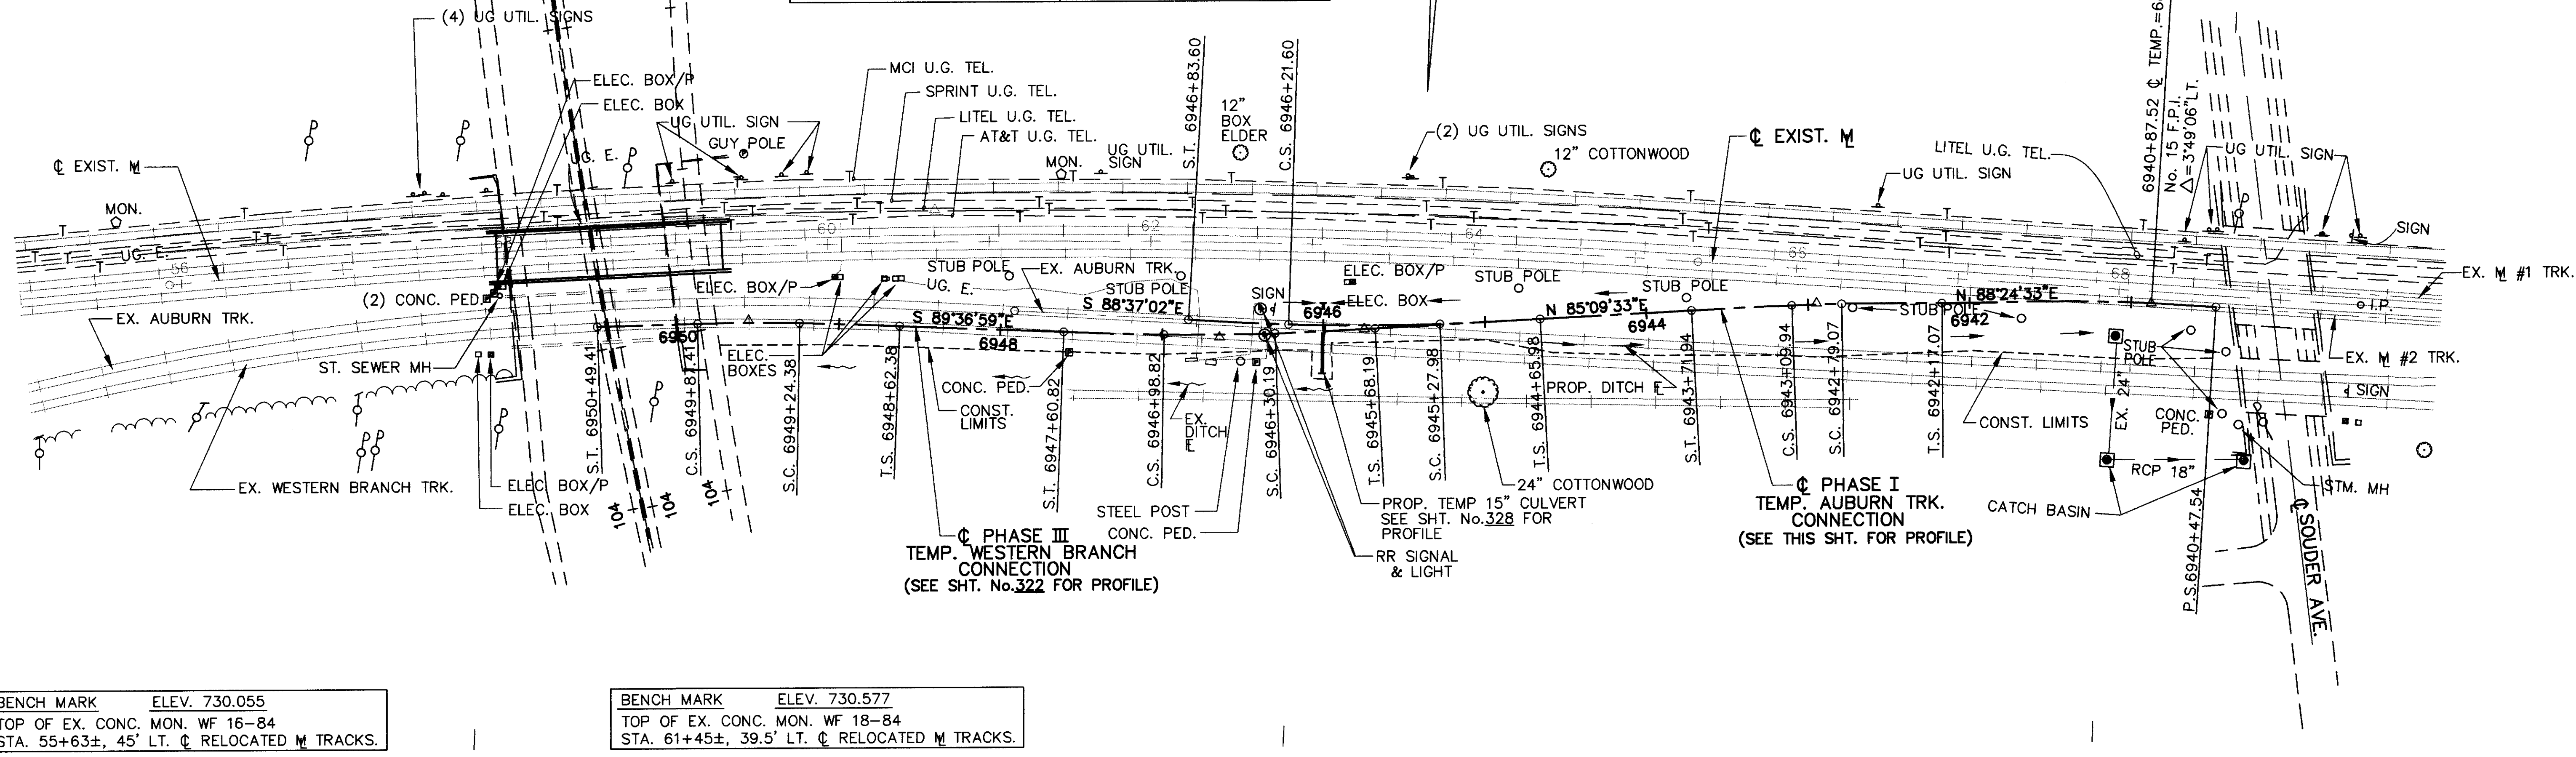 (4) UG UTIL. SIGNS
ELEC. BOX/P
ELEC. BOX
UG UTIL. SIGN
GUY POLE
UG. E.
MCI U.G. TEL.
SPRINT U.G. TEL.
LITEL U.G. TEL.
AT&T U.G. TEL.
MON.
UG UTIL.
SIGN
S.T. 6946+83.60
12"
BOX
ELDER
C.S. 6946+21.60
(2) UG UTIL. SIGNS
12" COTTONWOOD
℄ EXIST. ML
UG UTIL. SIGN
LITEL U.G. TEL.
No. 15 F.P.I.
△=3°49'06"LT.
UG UTIL. SIGN
SIGN
EX. ML #1 TRK.
I.P.
EX. ML #2 TRK.
SIGN
℄ EXIST. ML
MON.
UG. E.
56
60
62
64
66
68
(2) CONC. PED.
EX. AUBURN TRK.
ST. SEWER MH
EX. WESTERN BRANCH TRK.
ELEC. BOX/P
ELEC. BOX
ELEC. BOX/P
STUB POLE
UG. E.
EX. AUBURN TRK.
STUB POLE
S 89°36'59"E
S 88°37'02"E
SIGN
ELEC. BOX/P
ELEC. BOX
STUB POLE
STUB POLE
N 85°09'33"E
STUB POLE
N 88°24'33"E
6950
6948
6946
6944
6942
ELEC.
BOXES
S.T. 6950+49.41
C.S. 6949+87.41
S.C. 6949+24.38
T.S. 6948+62.38
S.T. 6947+60.82
C.S. 6946+98.82
S.C. 6946+30.19
T.S. 6945+68.19
S.C. 6945+27.98
T.S. 6944+65.98
S.T. 6943+71.94
C.S. 6943+09.94
S.C. 6942+79.07
T.S. 6942+17.07
P.S. 6940+47.54
104
104
104
CONC. PED.
CONST.
LIMITS
EX.
DITCH
℄
PROP. DITCH ℄
24" COTTONWOOD
STEEL POST
CONC. PED.
PROP. TEMP 15" CULVERT
SEE SHT. No.328 FOR
PROFILE
RR SIGNAL
& LIGHT
℄ PHASE III
TEMP. WESTERN BRANCH
CONNECTION
(SEE SHT. No.322 FOR PROFILE)
℄ PHASE I
TEMP. AUBURN TRK.
CONNECTION
(SEE THIS SHT. FOR PROFILE)
CONST. LIMITS
STUB
POLE
EX. 24"
CONC.
PED.
RCP 18"
CATCH BASIN
STM. MH
℄ SOUDER AVE.
BENCH MARK ELEV. 730.055
TOP OF EX. CONC. MON. WF 16-84
STA. 55+63±, 45' LT. ℄ RELOCATED ML TRACKS.
BENCH MARK ELEV. 730.577
TOP OF EX. CONC. MON. WF 18-84
STA. 61+45±, 39.5' LT. ℄ RELOCATED ML TRACKS.